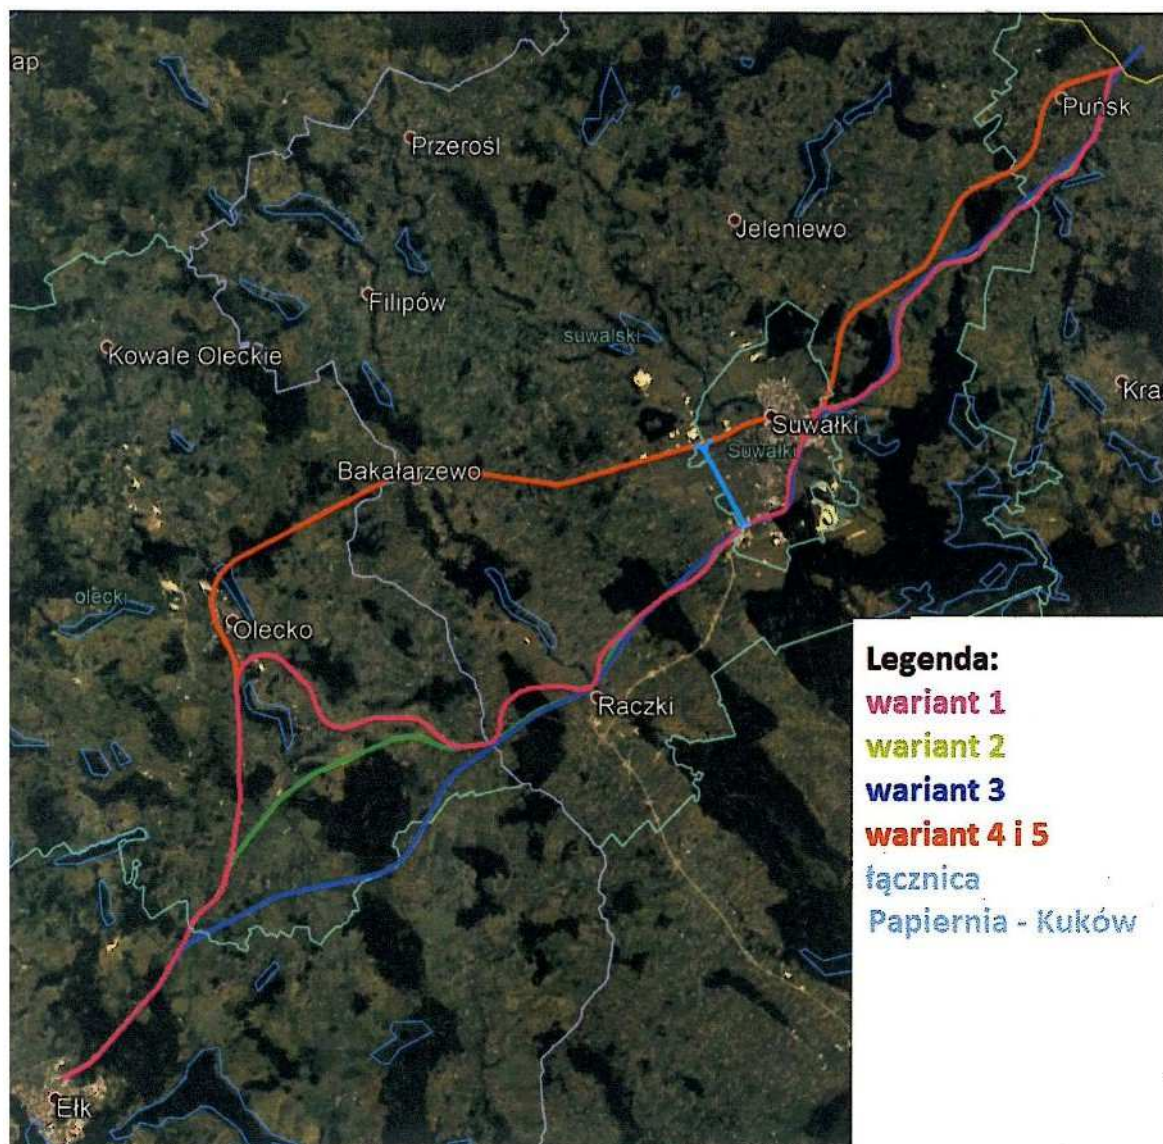 ap
Puńsk
Przerośl
Jeleniewo
Filipów
suwalski
Kowale Oleckie
Kra
Suwałki
Suwałki
Bakałarzewo
olecki
Olecko
Raczki
Ełk
Legenda:
wariant 1
wariant 2
wariant 3
wariant 4 i 5
łącznica
Papiernia - Kuków